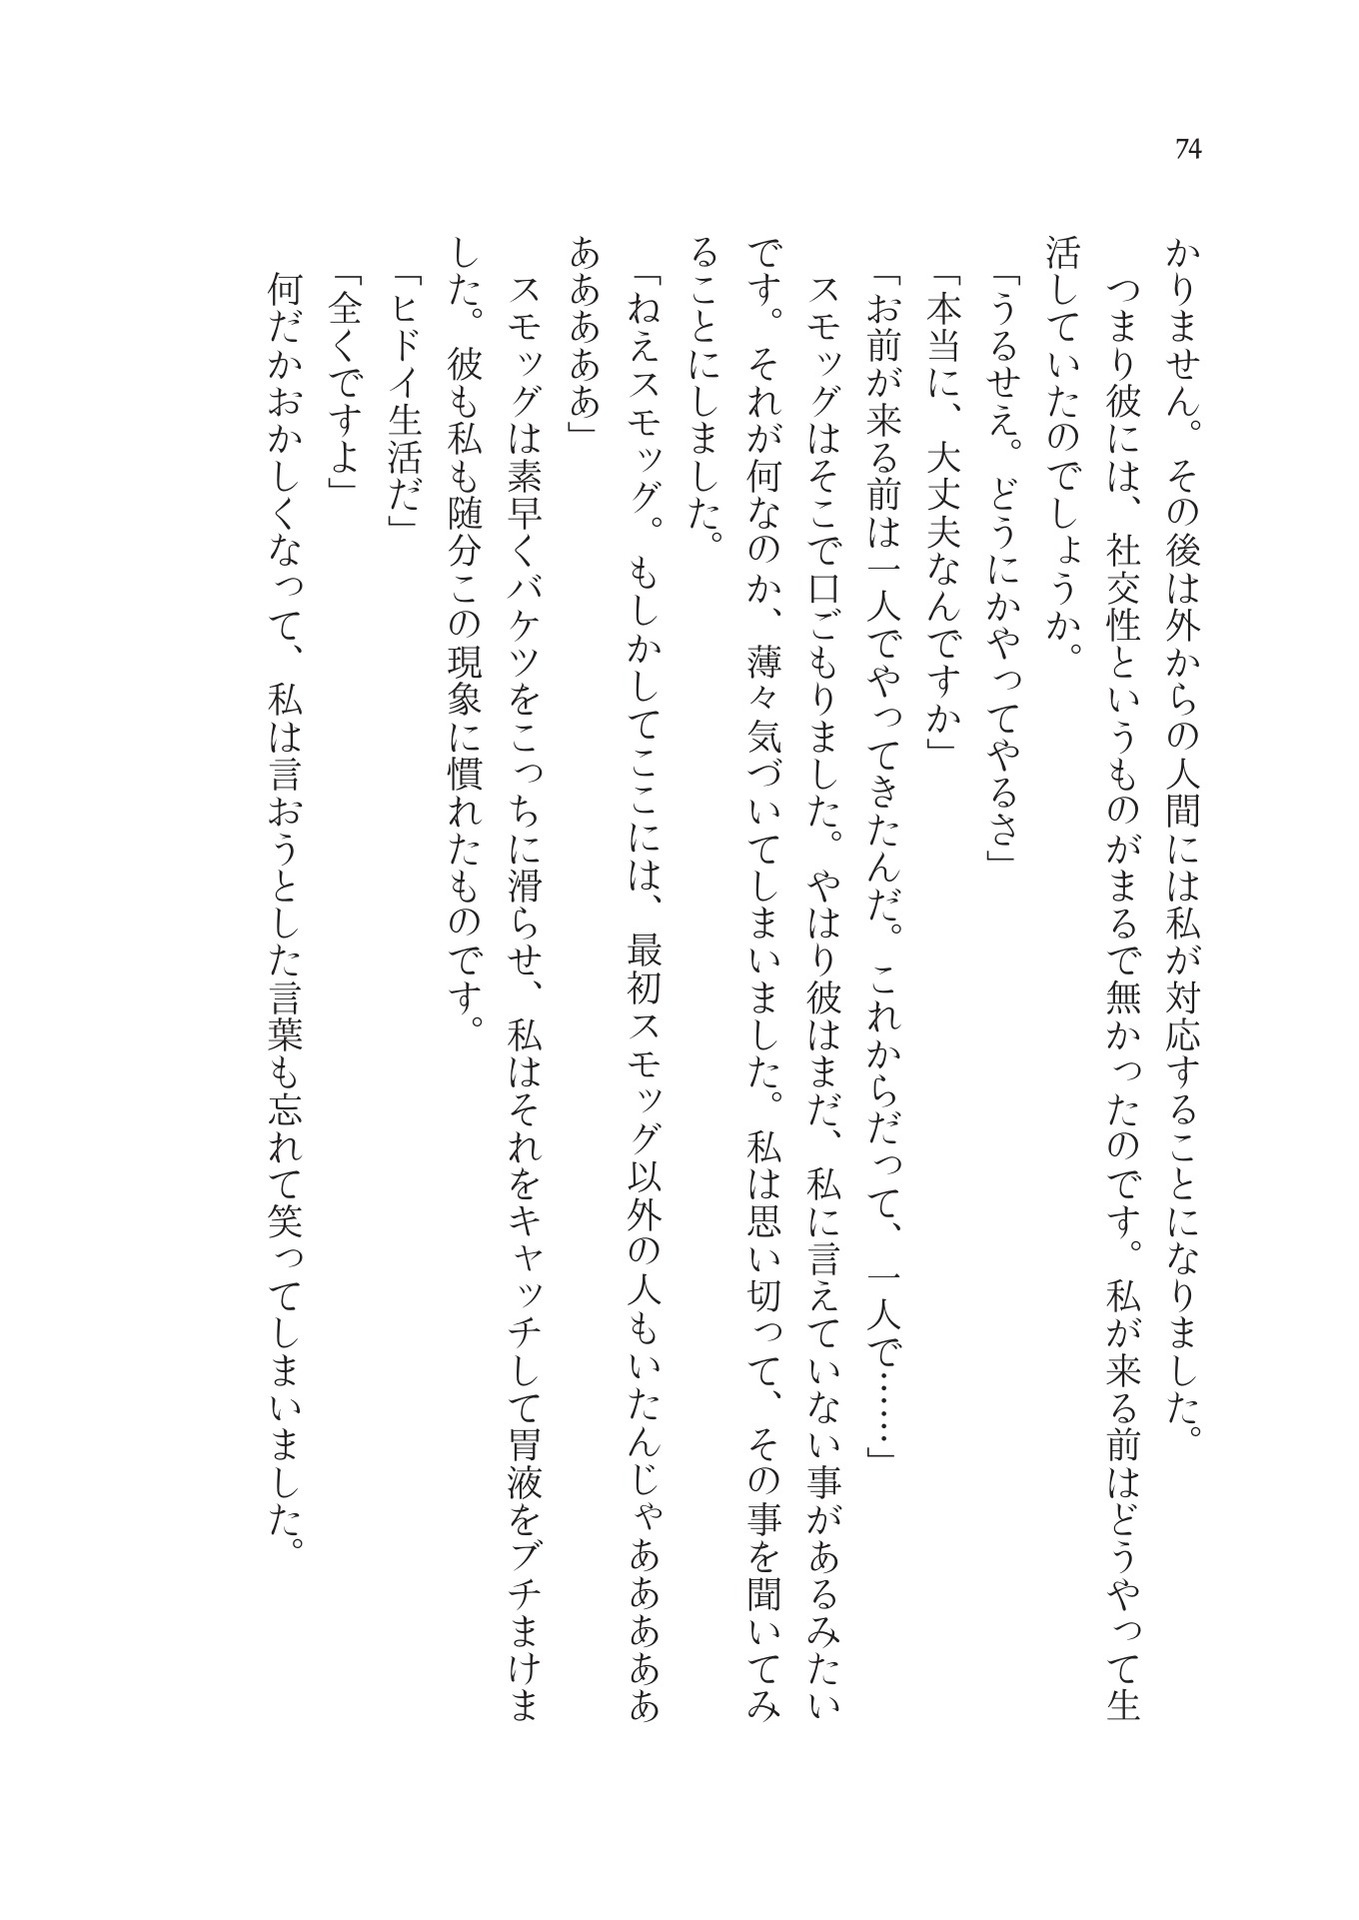 74
かりません。その後は外からの人間には私が対応することになりました。
　つまり彼には、社交性というものがまるで無かったのです。私が来る前はどうやって生
活していたのでしょうか。
「うるせえ。どうにかやってやるさ」
「本当に、大丈夫なんですか」
「お前が来る前は一人でやってきたんだ。これからだって、一人で……」
　スモッグはそこで口ごもりました。やはり彼はまだ、私に言えていない事があるみたい
です。それが何なのか、薄々気づいてしまいました。私は思い切って、その事を聞いてみ
ることにしました。
「ねえスモッグ。もしかしてここには、最初スモッグ以外の人もいたんじゃあああああ
あああああ」
　スモッグは素早くバケツをこっちに滑らせ、私はそれをキャッチして胃液をブチまけま
した。彼も私も随分この現象に慣れたものです。
「ヒドイ生活だ」
「全くですよ」
　何だかおかしくなって、私は言おうとした言葉も忘れて笑ってしまいました。